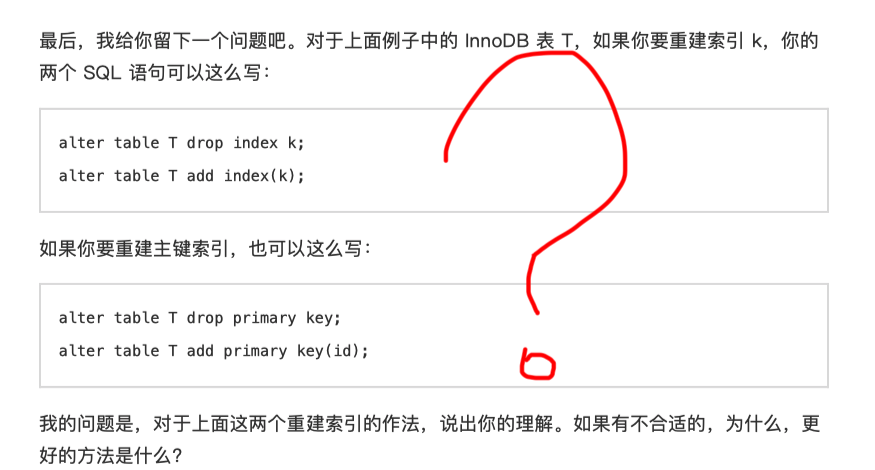 最后，我给你留下一个问题吧。对于上面例子中的 InnoDB 表 T，如果你要重建索引 k，你的
两个 SQL 语句可以这么写：
alter table T drop index k;
alter table T add index(k);
如果你要重建主键索引，也可以这么写：
alter table T drop primary key;
alter table T add primary key(id);
我的问题是，对于上面这两个重建索引的作法，说出你的理解。如果有不合适的，为什么，更
好的方法是什么？